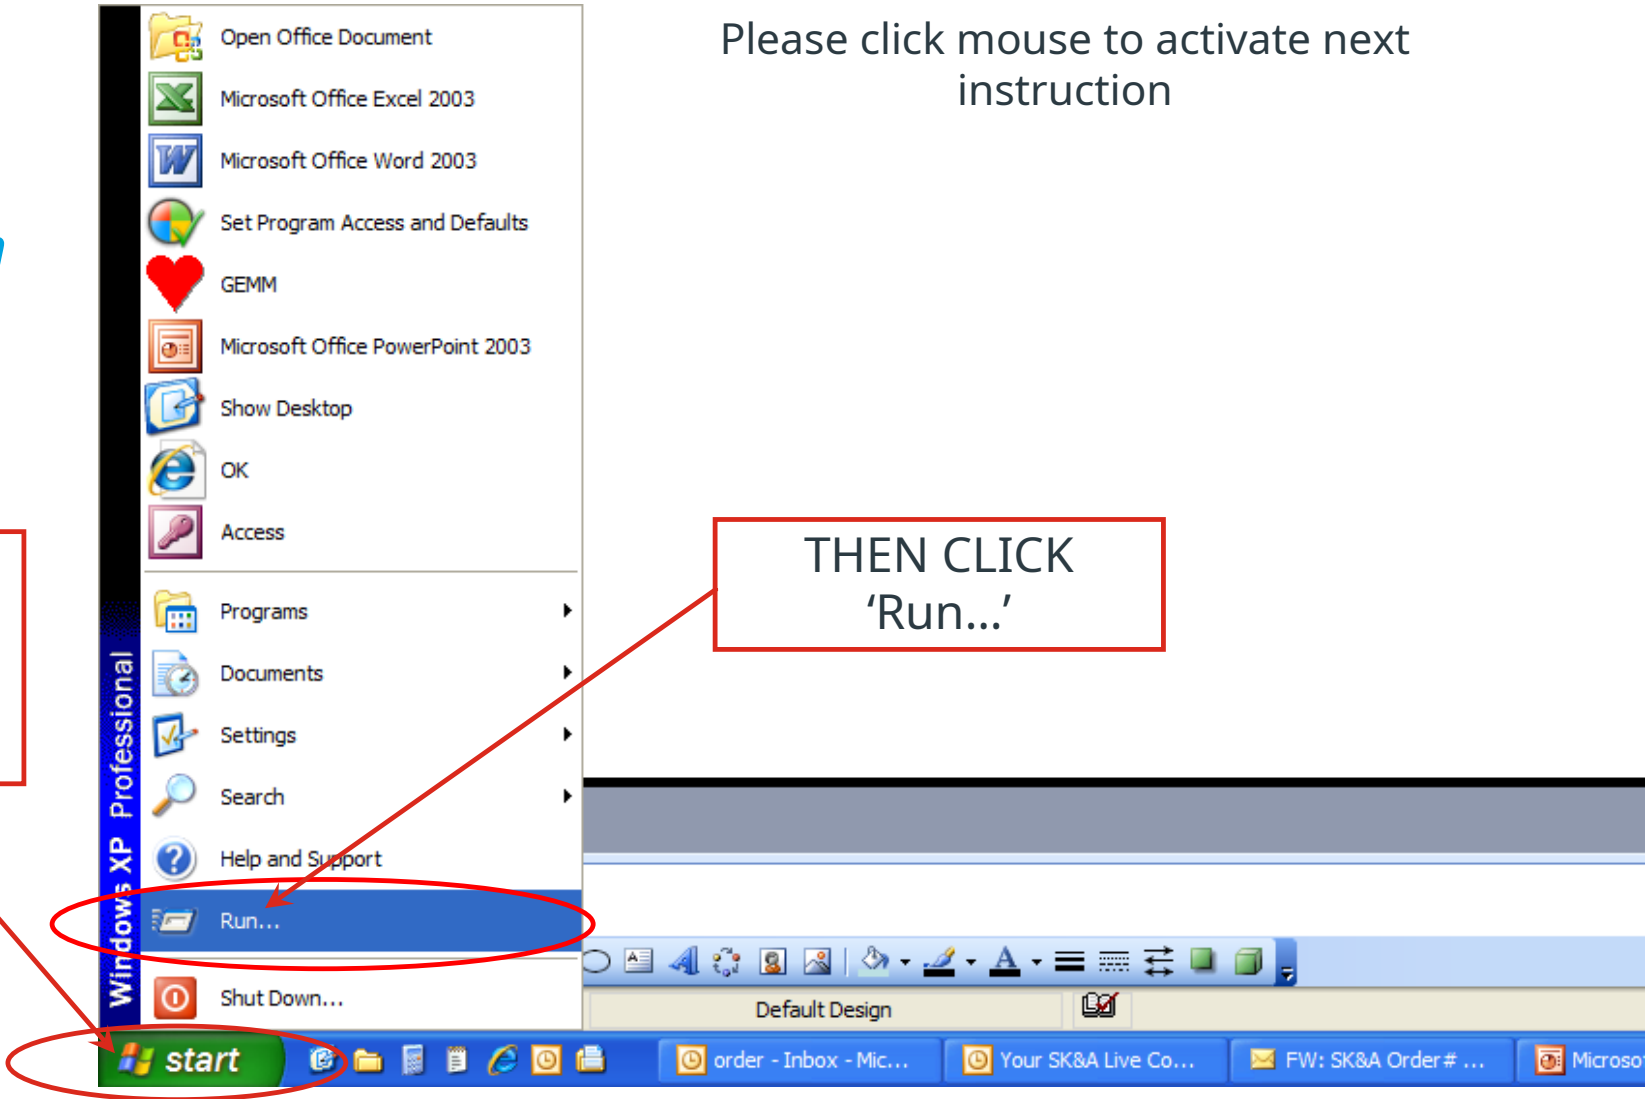 Please click mouse to activate next
instruction
Open Office Document
Microsoft Office Excel 2003
Microsoft Office Word 2003
Set Program Access and Defaults
GEMM
Microsoft Office PowerPoint 2003
Show Desktop
OK
Access
THEN CLICK
‘Run…’
Programs
Documents
Settings
Search
Help and Support
Run...
Shut Down...
Windows XP Professional
Default Design
start
order - Inbox - Mic...
Your SK&A Live Co...
FW: SK&A Order# ...
Microso